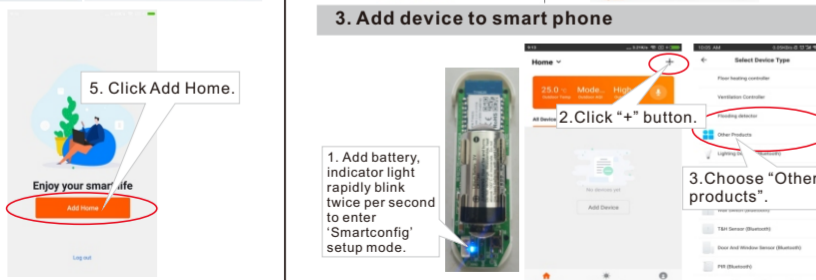 5. Click Add Home.
Enjoy your smart life
Add Home
Log out
3. Add device to smart phone
1. Add battery,
indicator light
rapidly blink
twice per second
to enter
‘Smartconfig’
setup mode.
Home
+
25.0
Mode..
High
All Device
2.Click “+” button.
No devices yet
Add Device
Select Device Type
Floor heating controller
Ventilation Controller
Flooding detector
Other Products
Lighting
3.Choose “Other
products”.
T&H Sensor (Bluetooth)
Door And Window Sensor (Bluetooth)
PIR (Bluetooth)